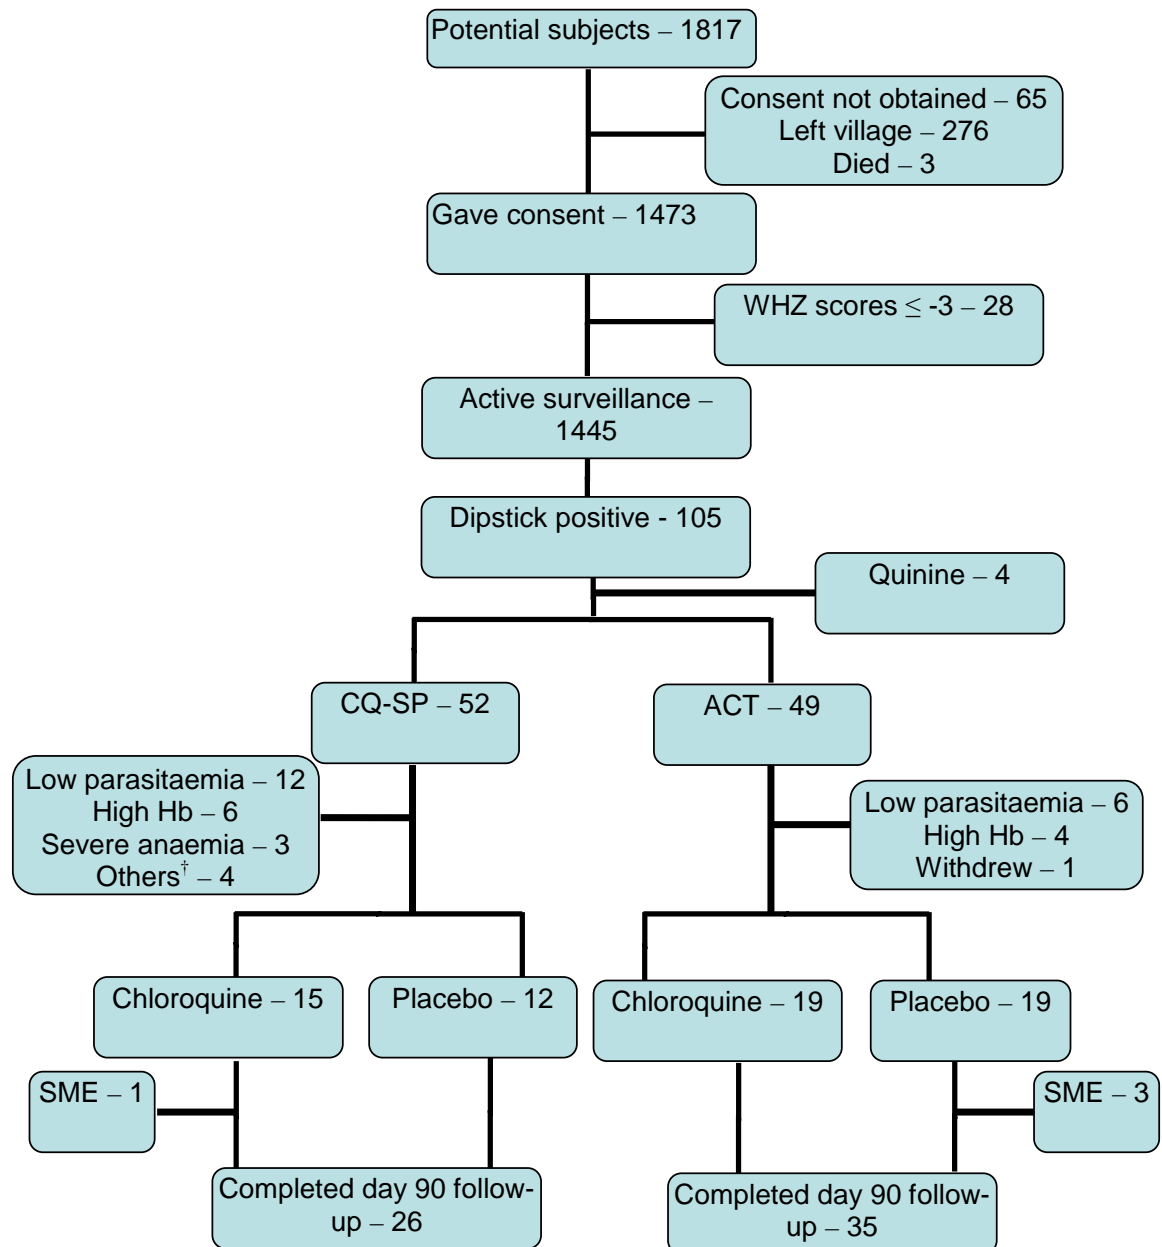 Potential subjects – 1817
Consent not obtained – 65
Left village – 276
Died – 3
Gave consent – 1473
WHZ scores ≤ -3 – 28
Active surveillance –
1445
Dipstick positive - 105
Quinine – 4
CQ-SP – 52
ACT – 49
Low parasitaemia – 12
High Hb – 6
Severe anaemia – 3
Others† – 4
Low parasitaemia – 6
High Hb – 4
Withdrew – 1
Chloroquine – 15
Placebo – 12
Chloroquine – 19
Placebo – 19
SME – 1
SME – 3
Completed day 90 follow-
up – 26
Completed day 90 follow-
up – 35